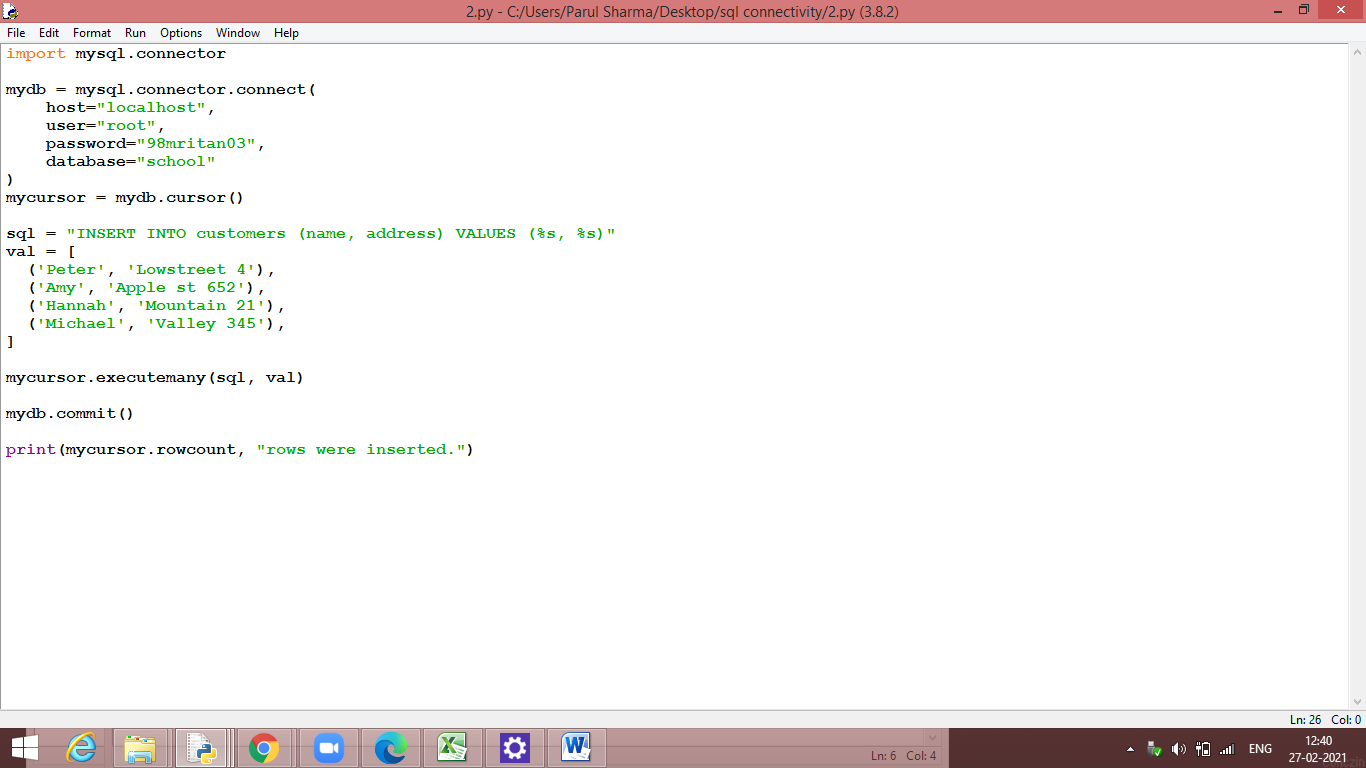 2.py - C:/Users/Parul Sharma/Desktop/sql connectivity/2.py (3.8.2)
File Edit Format Run Options Window Help
import mysql.connector

mydb = mysql.connector.connect(
    host="localhost",
    user="root",
    password="98mritan03",
    database="school"
)
mycursor = mydb.cursor()

sql = "INSERT INTO customers (name, address) VALUES (%s, %s)"
val = [
  ('Peter', 'Lowstreet 4'),
  ('Amy', 'Apple st 652'),
  ('Hannah', 'Mountain 21'),
  ('Michael', 'Valley 345'),
]

mycursor.executemany(sql, val)

mydb.commit()

print(mycursor.rowcount, "rows were inserted.")
Ln: 26 Col: 0
Ln: 6 Col: 4
ENG
12:40
27-02-2021